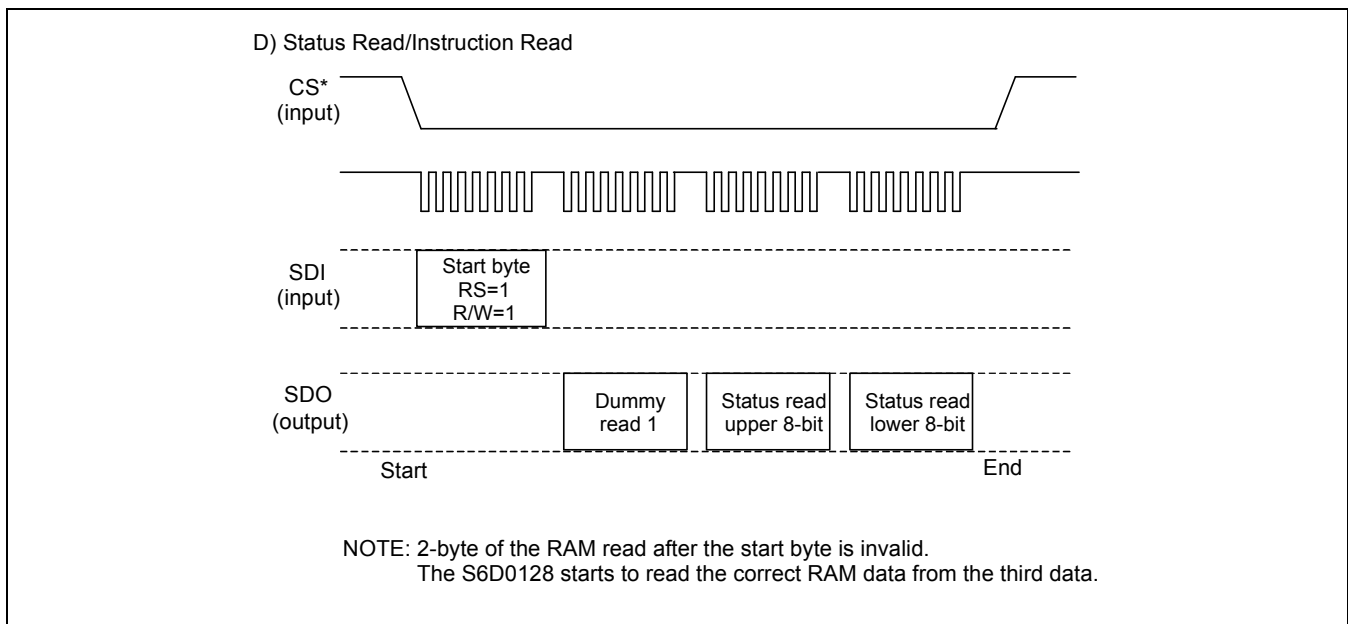 D) Status Read/Instruction Read
CS*
(input)
SDI
(input)
Start byte
RS=1
R/W=1
SDO
(output)
Dummy
read 1
Status read
upper 8-bit
Status read
lower 8-bit
Start
End
NOTE: 2-byte of the RAM read after the start byte is invalid.
The S6D0128 starts to read the correct RAM data from the third data.